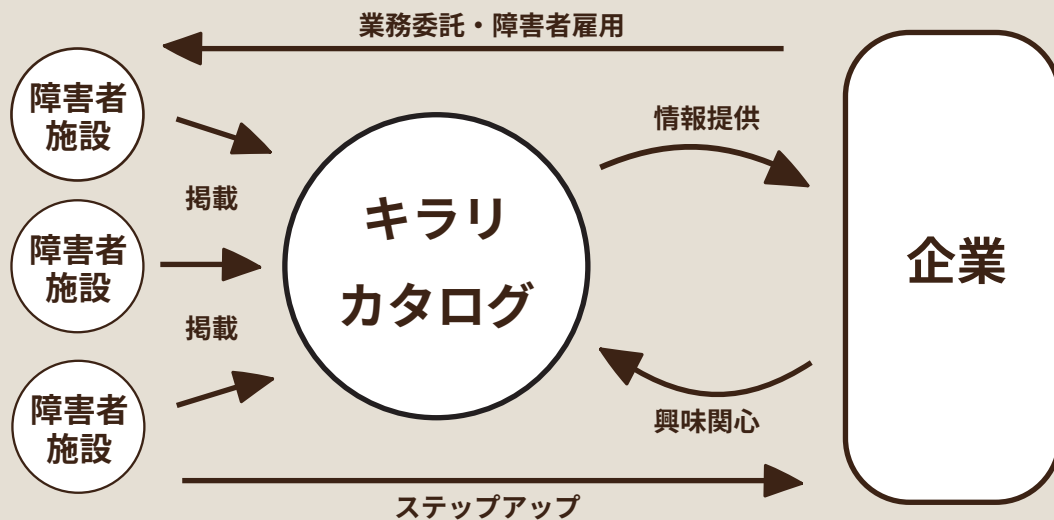 業務委託・障害者雇用
障害者
施設
掲載
障害者
施設
掲載
障害者
施設
キラリ
カタログ
情報提供
興味関心
企業
ステップアップ